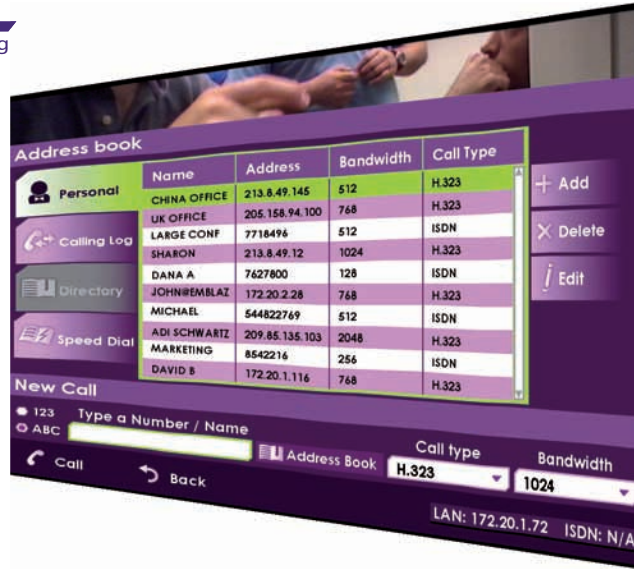 g
Address book
Name Address Bandwidth Call Type
CHINA OFFICE 213.8.49.145 512 H.323
UK OFFICE 205.158.94.100 768 H.323
LARGE CONF 7718496 512 ISDN
SHARON 213.8.49.12 1024 H.323
DANA A 7627800 128 ISDN
JOHN@EMBLAZ 172.20.2.28 768 H.323
MICHAEL 544822769 512 ISDN
ADI SCHWARTZ 209.85.135.103 2048 H.323
MARKETING 8542216 256 ISDN
DAVID B 172.20.1.116 768 H.323
Personal
Calling Log
Directory
Speed Dial
Add
Delete
Edit
New Call
123 Type a Number / Name
ABC
Address Book
Call type
H.323
Bandwidth
1024
Call Back
LAN: 172.20.1.72 ISDN: N/A